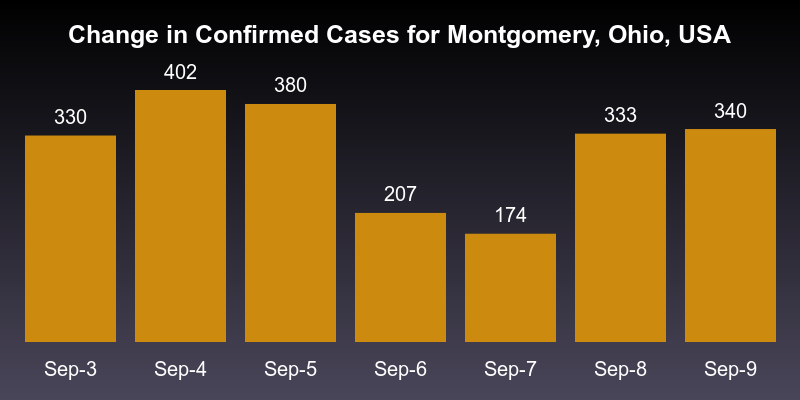 Change in Confirmed Cases for Montgomery, Ohio, USA
330
402
380
207
174
333
340
Sep-3
Sep-4
Sep-5
Sep-6
Sep-7
Sep-8
Sep-9